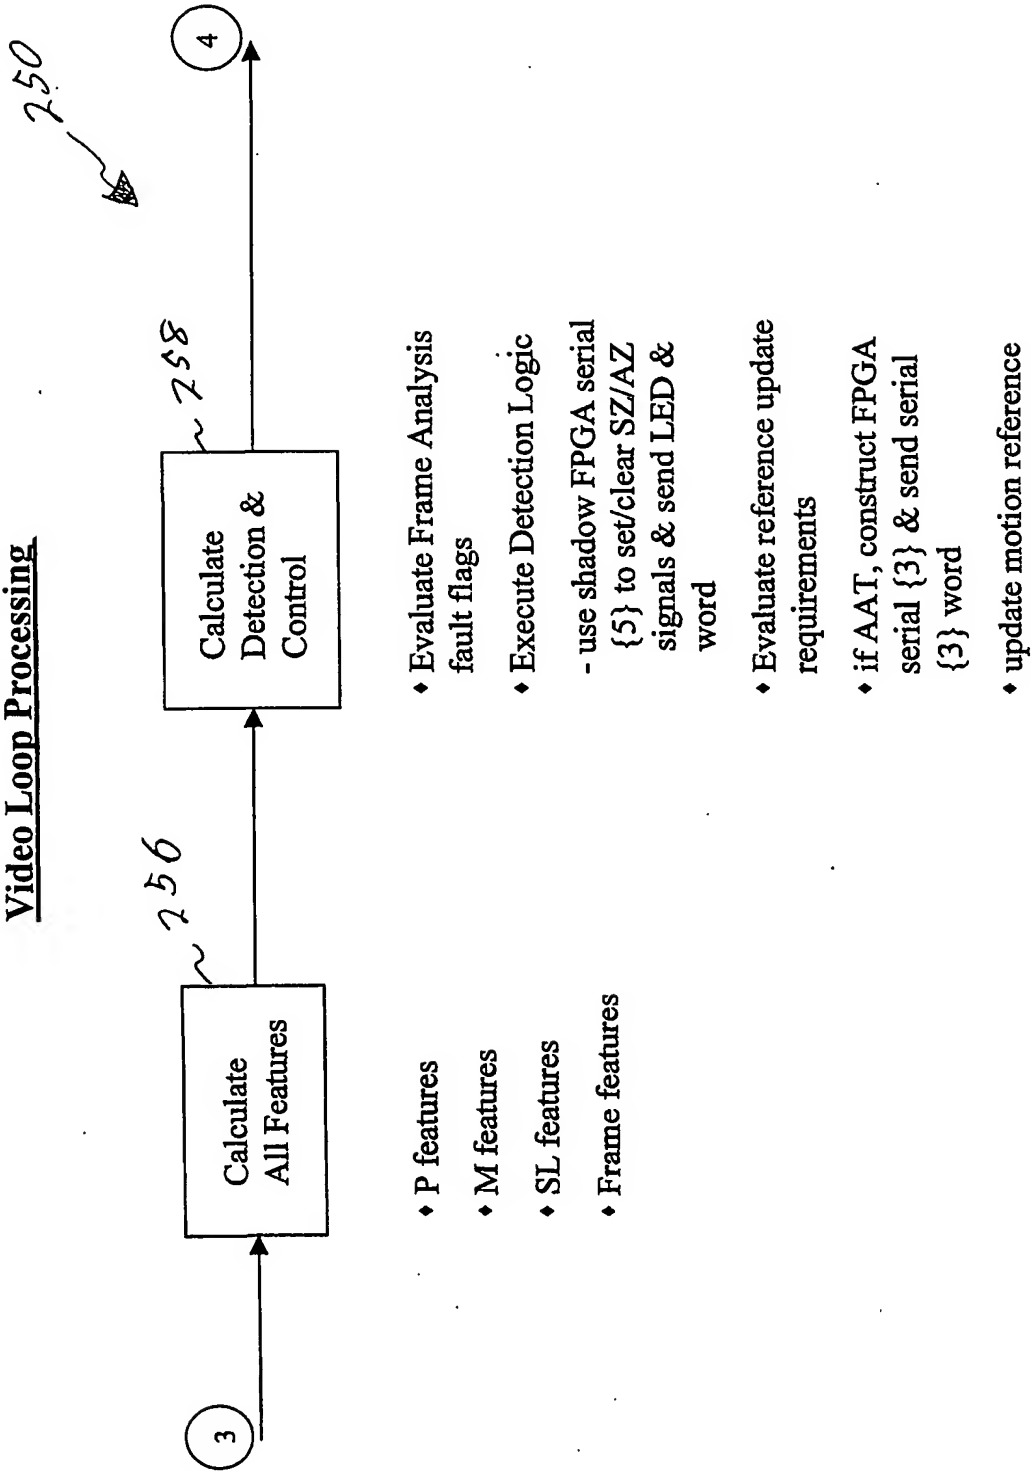 Video Loop Processing
250
3
256
Calculate
All Features
258
Calculate
Detection &
Control
4
♦ P features
♦ M features
♦ SL features
♦ Frame features
♦ Evaluate Frame Analysis
fault flags
♦ Execute Detection Logic
- use shadow FPGA serial
{5} to set/clear SZ/AZ
signals & send LED &
word
♦ Evaluate reference update
requirements
♦ if AAT, construct FPGA
serial {3} & send serial
{3} word
♦ update motion reference